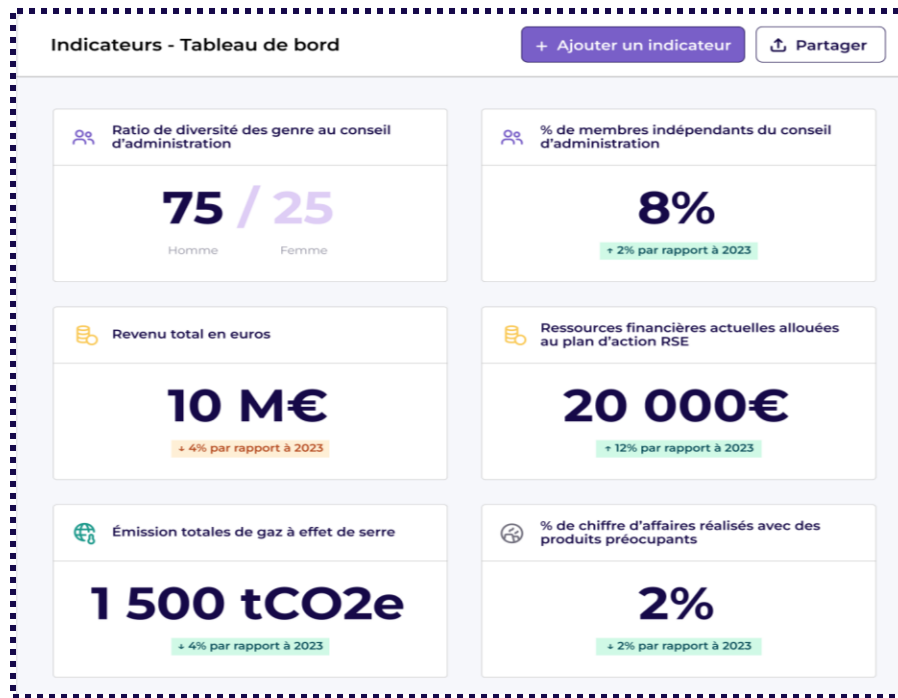 Indicateurs - Tableau de bord
+ Ajouter un indicateur
Partager
Ratio de diversité des genre au conseil
d'administration
75 / 25
Homme
Femme
% de membres indépendants du conseil
d'administration
8%
↑ 2% par rapport à 2023
Revenu total en euros
10 M€
↓ 4% par rapport à 2023
Ressources financières actuelles allouées
au plan d'action RSE
20 000€
↑ 12% par rapport à 2023
Émission totales de gaz à effet de serre
1 500 tCO2e
↓ 4% par rapport à 2023
% de chiffre d'affaires réalisés avec des
produits préocupants
2%
↓ 2% par rapport à 2023